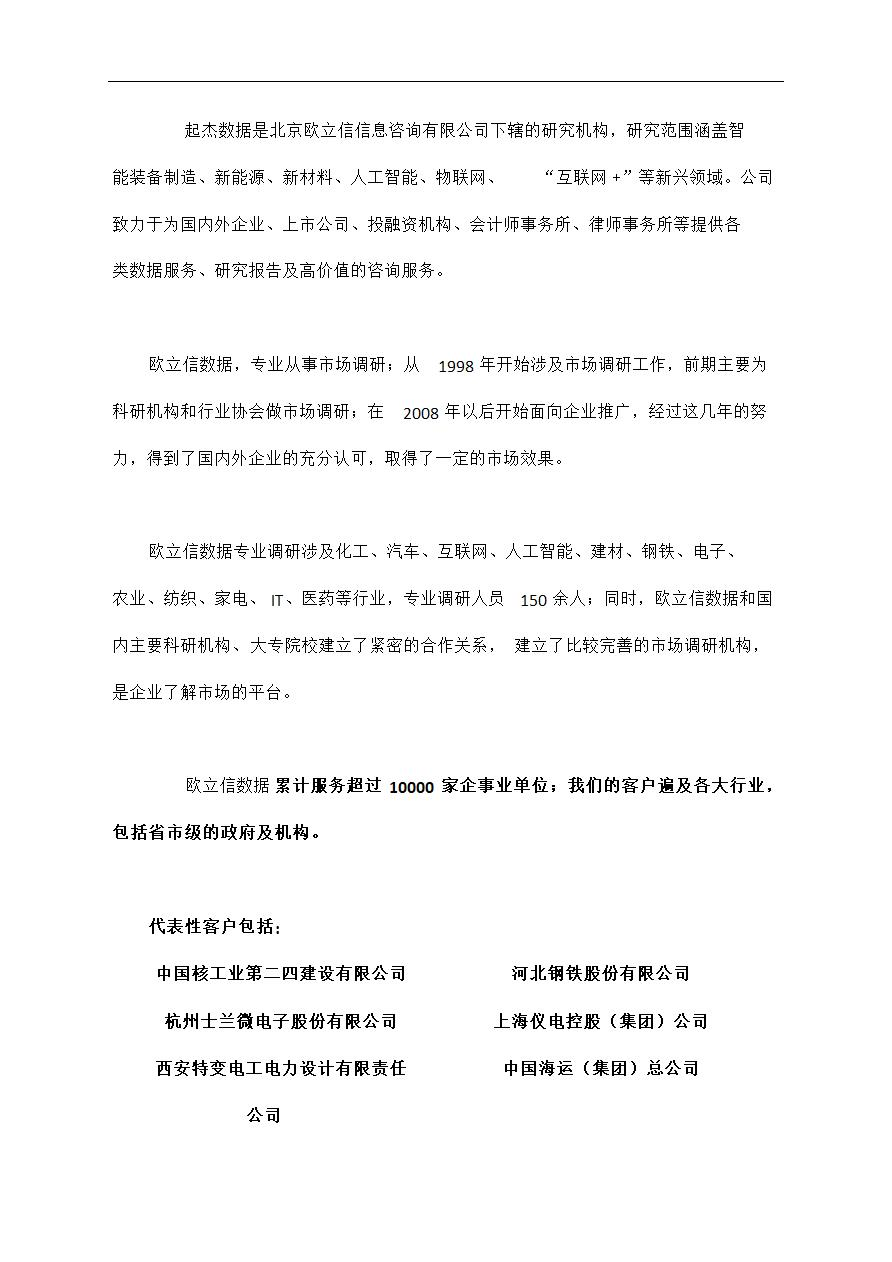 起杰数据是北京欧立信信息咨询有限公司下辖的研究机构，研究范围涵盖智
能装备制造、新能源、新材料、人工智能、物联网、 “互联网 +”等新兴领域。公司
致力于为国内外企业、上市公司、投融资机构、会计师事务所、律师事务所等提供各
类数据服务、研究报告及高价值的咨询服务。
欧立信数据，专业从事市场调研；从 1998 年开始涉及市场调研工作，前期主要为
科研机构和行业协会做市场调研；在 2008 年以后开始面向企业推广，经过这几年的努
力，得到了国内外企业的充分认可，取得了一定的市场效果。
欧立信数据专业调研涉及化工、汽车、互联网、人工智能、建材、钢铁、电子、
农业、纺织、家电、 IT、医药等行业，专业调研人员 150 余人；同时，欧立信数据和国
内主要科研机构、大专院校建立了紧密的合作关系， 建立了比较完善的市场调研机构，
是企业了解市场的平台。
欧立信数据 累计服务超过 10000 家企事业单位；我们的客户遍及各大行业，
包括省市级的政府及机构。
代表性客户包括：
中国核工业第二四建设有限公司 河北钢铁股份有限公司
杭州士兰微电子股份有限公司 上海仪电控股（集团）公司
西安特变电工电力设计有限责任 中国海运（集团）总公司
公司